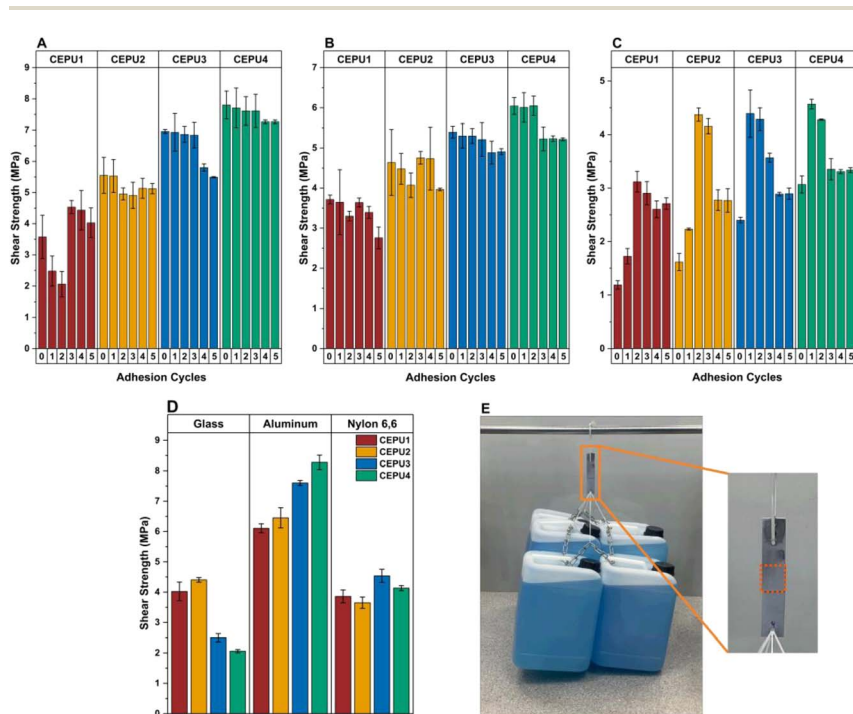 A
CEPU1 CEPU2 CEPU3 CEPU4
9
8
7
6
5
4
3
2
1
0
Shear Strength (MPa)
0 1 2 3 4 5 0 1 2 3 4 5 0 1 2 3 4 5 0 1 2 3 4 5
Adhesion Cycles
B
CEPU1 CEPU2 CEPU3 CEPU4
7
6
5
4
3
2
1
0
Shear Strength (MPa)
0 1 2 3 4 5 0 1 2 3 4 5 0 1 2 3 4 5 0 1 2 3 4 5
Adhesion Cycles
C
CEPU1 CEPU2 CEPU3 CEPU4
5
4
3
2
1
0
Shear Strength (MPa)
0 1 2 3 4 5 0 1 2 3 4 5 0 1 2 3 4 5 0 1 2 3 4 5
Adhesion Cycles
D
Glass Aluminum Nylon 6,6
CEPU1
CEPU2
CEPU3
CEPU4
9
8
7
6
5
4
3
2
1
0
Shear Strength (MPa)
E